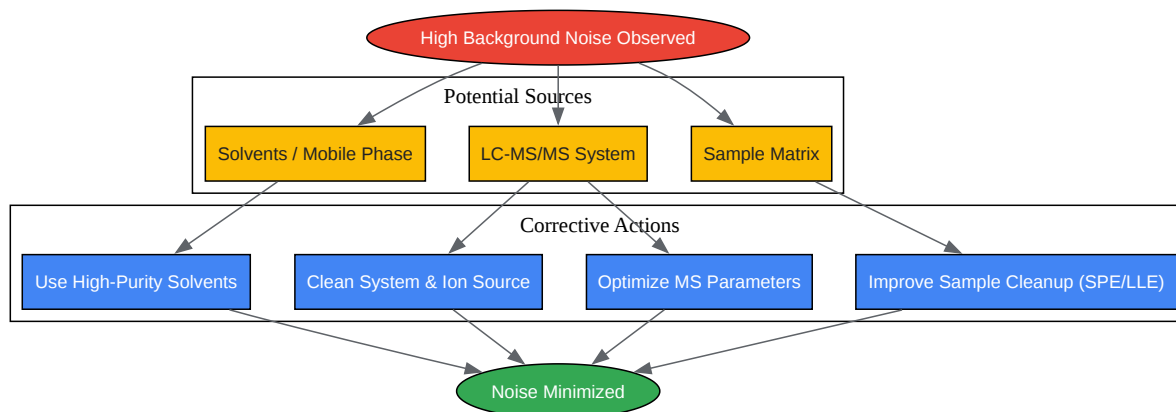 High Background Noise Observed
Potential Sources
Solvents / Mobile Phase
LC-MS/MS System
Sample Matrix
Corrective Actions
Use High-Purity Solvents
Clean System & Ion Source
Optimize MS Parameters
Improve Sample Cleanup (SPE/LLE)
Noise Minimized